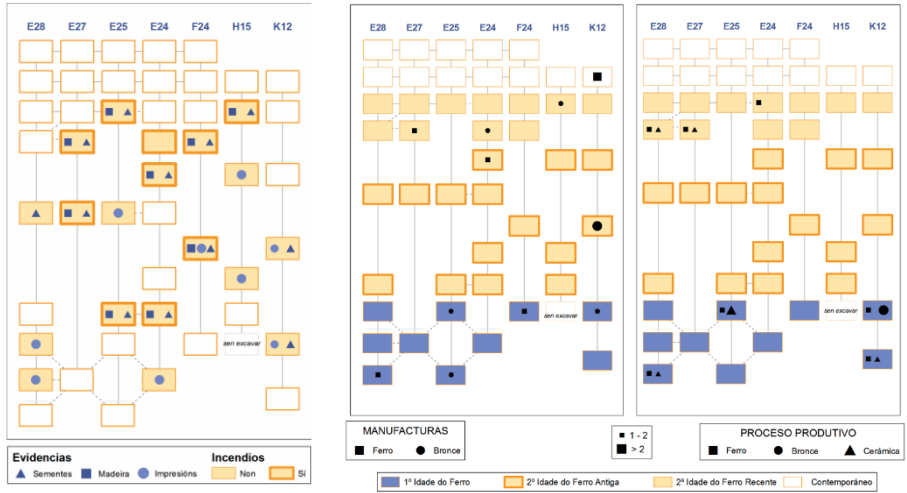 E28 E27 E25 E24 F24 H15 K12
sen excavar
Evidencias
Sementes Madeira Impresións
Incendios
Non Sí
E28 E27 E25 E24 F24 H15 K12
sen excavar
MANUFACTURAS
Ferro Bronce
1 - 2
> 2
E28 E27 E25 E24 F24 H15 K12
sen excavar
PROCESO PRODUTIVO
Ferro Bronce Cerámica
1º Idade do Ferro 2º Idade do Ferro Antiga 2ª Idade do Ferro Recente Contemporáneo